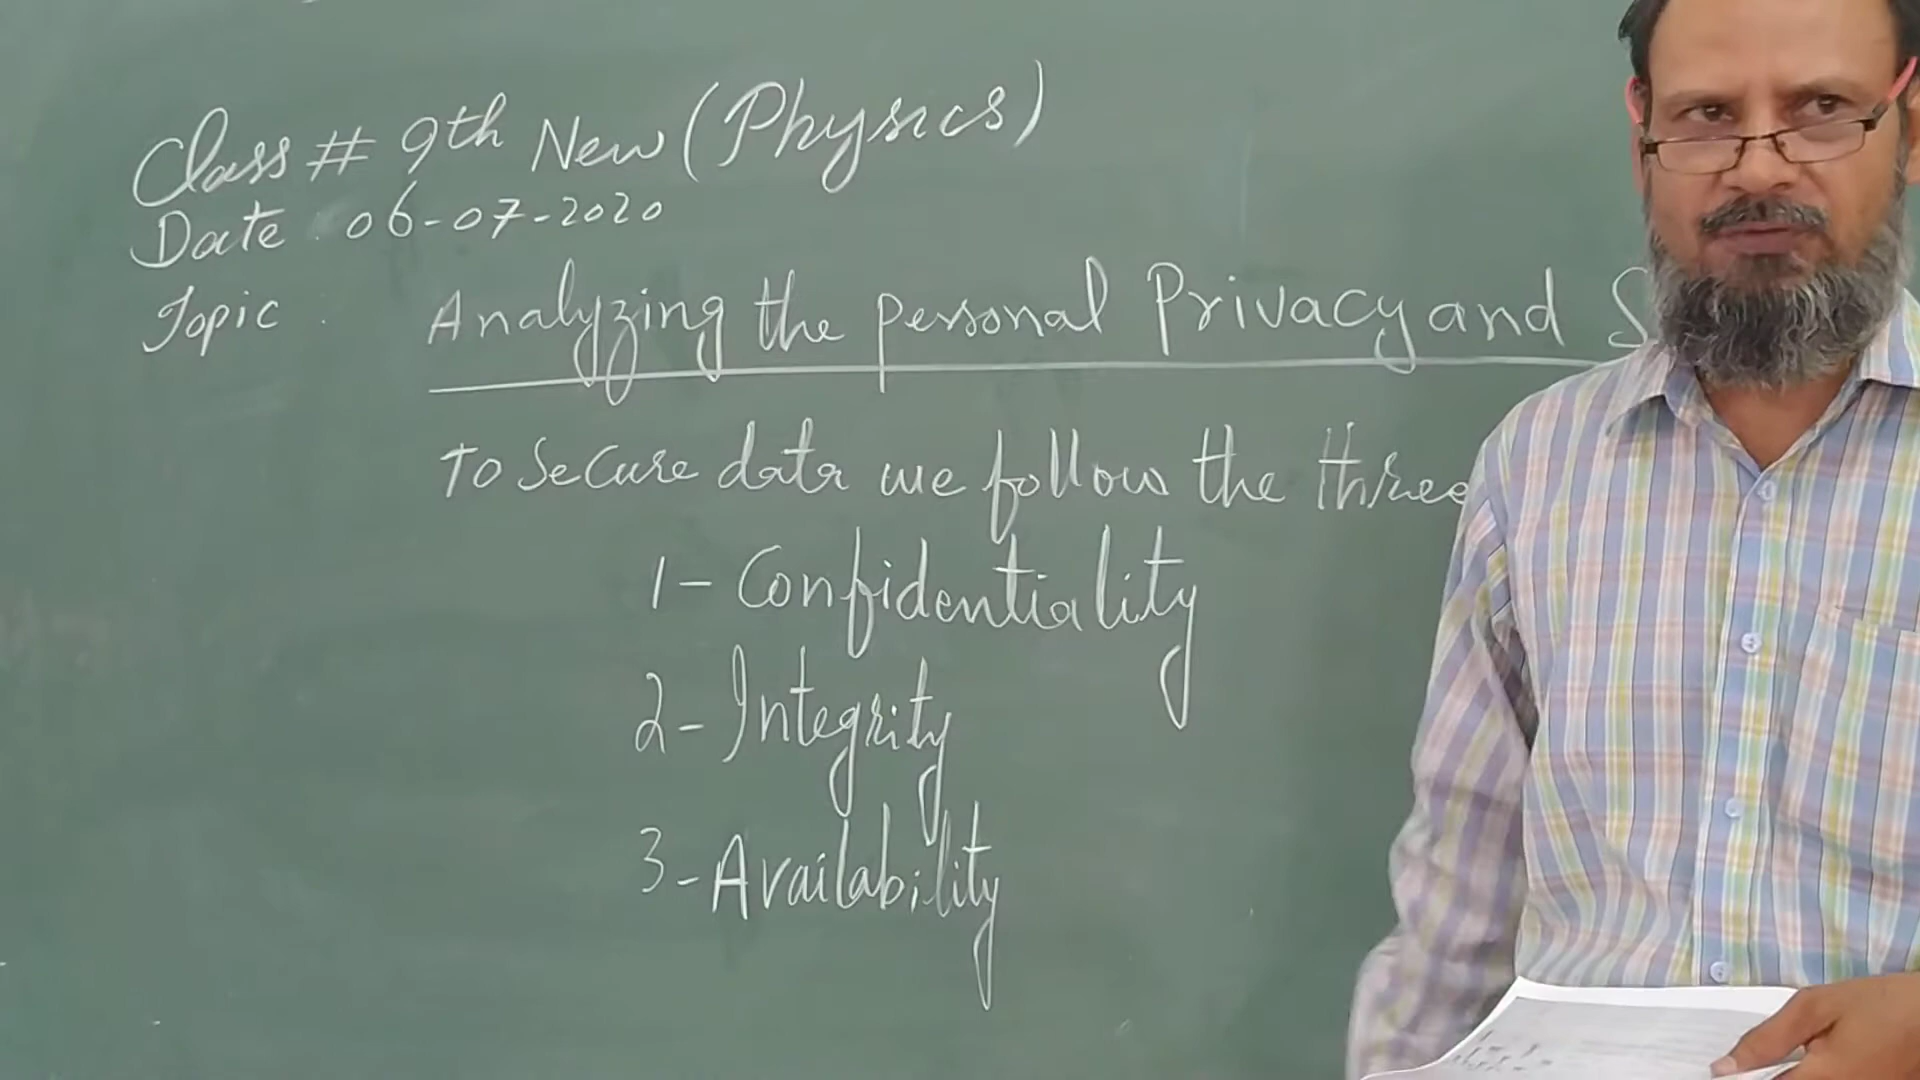 Class # 9th New (Physics)
Date 06-07-2020
Topic
Analyzing the personal Privacy and S
To Secure data we follow the three
1- Confidentiality
2- Integrity
3- Availability